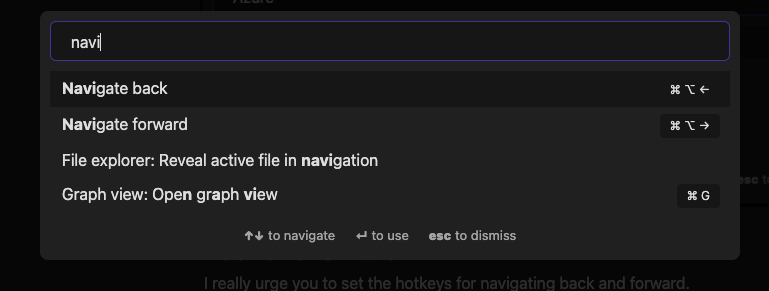 Azure
navi
Navigate back ⌘ ⌥ ←
Navigate forward ⌘ ⌥ →
File explorer: Reveal active file in navigation
Graph view: Open graph view ⌘ G
esc to
↑↓ to navigate ↵ to use esc to dismiss
I really urge you to set the hotkeys for navigating back and forward.